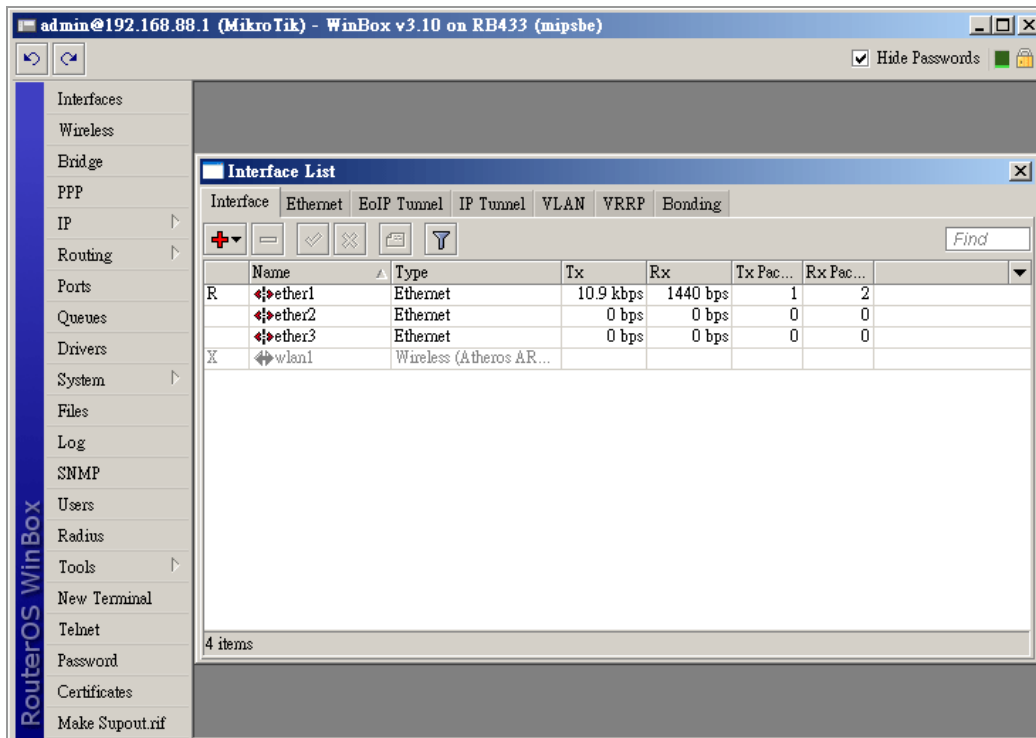 admin@192.168.88.1 (MikroTik) - WinBox v3.10 on RB433 (mipsbe)
Hide Passwords
RouterOS WinBox
Interfaces
Wireless
Bridge
PPP
IP
Routing
Ports
Queues
Drivers
System
Files
Log
SNMP
Users
Radius
Tools
New Terminal
Telnet
Password
Certificates
Make Supout.rif
Interface List
Interface Ethernet EoIP Tunnel IP Tunnel VLAN VRRP Bonding
Find
Name Type Tx Rx Tx Pac... Rx Pac...
R ether1 Ethernet 10.9 kbps 1440 bps 1 2
ether2 Ethernet 0 bps 0 bps 0 0
ether3 Ethernet 0 bps 0 bps 0 0
X wlan1 Wireless (Atheros AR...
4 items